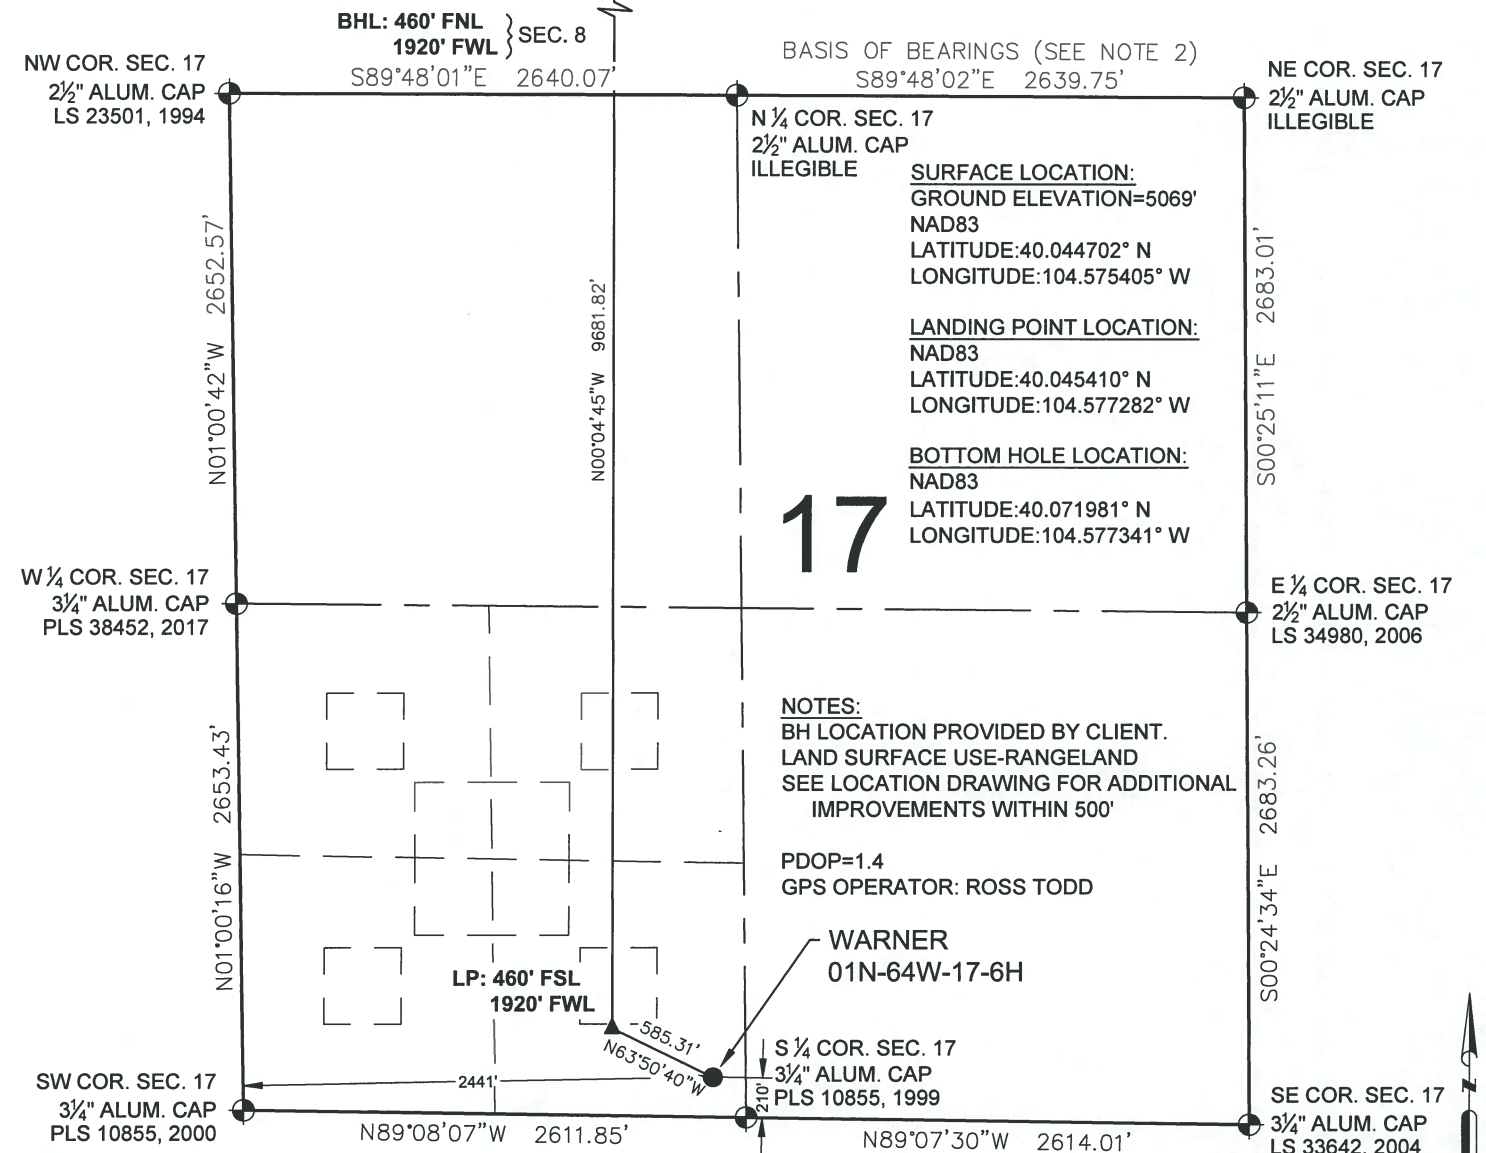 BHL: 460' FNL
1920' FWL
SEC. 8
BASIS OF BEARINGS (SEE NOTE 2)
S89°48'01"E 2640.07'
S89°48'02"E 2639.75'
NW COR. SEC. 17
2½" ALUM. CAP
LS 23501, 1994
N ¼ COR. SEC. 17
2½" ALUM. CAP
ILLEGIBLE
NE COR. SEC. 17
2½" ALUM. CAP
ILLEGIBLE
SURFACE LOCATION:
GROUND ELEVATION=5069'
NAD83
LATITUDE:40.044702° N
LONGITUDE:104.575405° W
LANDING POINT LOCATION:
NAD83
LATITUDE:40.045410° N
LONGITUDE:104.577282° W
BOTTOM HOLE LOCATION:
NAD83
LATITUDE:40.071981° N
LONGITUDE:104.577341° W
N01°00'42"W 2652.57'
N00°04'45"W 9681.82'
S00°25'11"E 2683.01'
17
W ¼ COR. SEC. 17
3¼" ALUM. CAP
PLS 38452, 2017
E ¼ COR. SEC. 17
2½" ALUM. CAP
LS 34980, 2006
NOTES:
BH LOCATION PROVIDED BY CLIENT.
LAND SURFACE USE-RANGELAND
SEE LOCATION DRAWING FOR ADDITIONAL
IMPROVEMENTS WITHIN 500'
PDOP=1.4
GPS OPERATOR: ROSS TODD
N01°00'16"W 2653.43'
S00°24'34"E 2683.26'
WARNER
01N-64W-17-6H
LP: 460' FSL
1920' FWL
585.31'
N63°50'40"W
2441'
210'
S ¼ COR. SEC. 17
3¼" ALUM. CAP
PLS 10855, 1999
SW COR. SEC. 17
3¼" ALUM. CAP
PLS 10855, 2000
N89°08'07"W 2611.85'
N89°07'30"W 2614.01'
SE COR. SEC. 17
3¼" ALUM. CAP
LS 33642, 2004
N